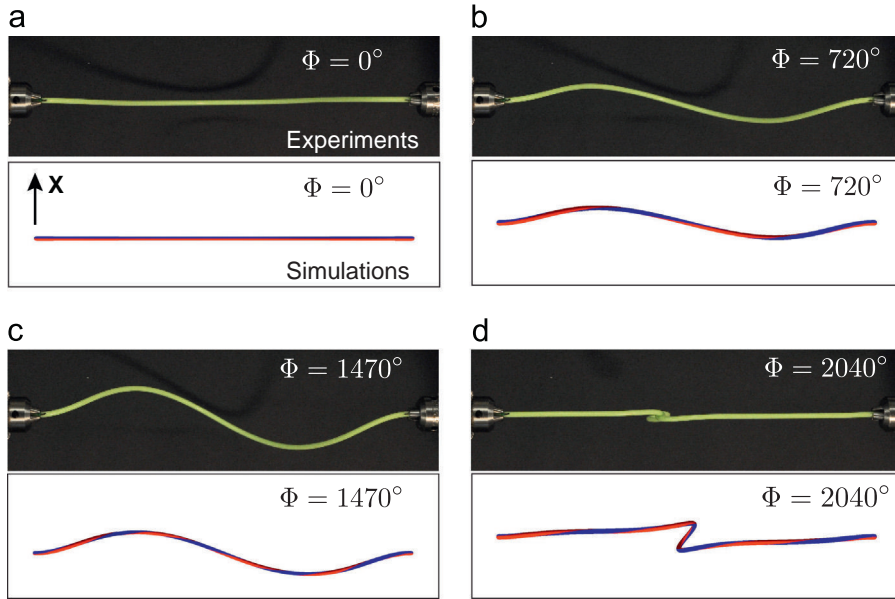 a
Φ = 0°
Experiments
X
Φ = 0°
Simulations
b
Φ = 720°
Φ = 720°
c
Φ = 1470°
Φ = 1470°
d
Φ = 2040°
Φ = 2040°